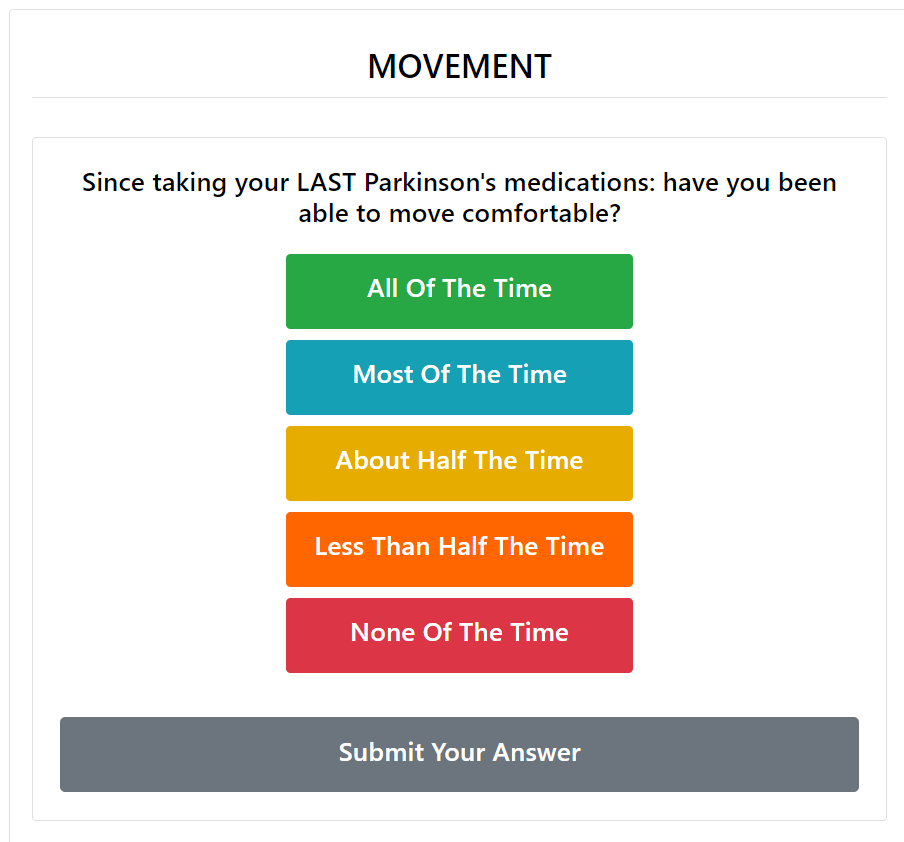 MOVEMENT
Since taking your LAST Parkinson's medications: have you been
able to move comfortable?
All Of The Time
Most Of The Time
About Half The Time
Less Than Half The Time
None Of The Time
Submit Your Answer